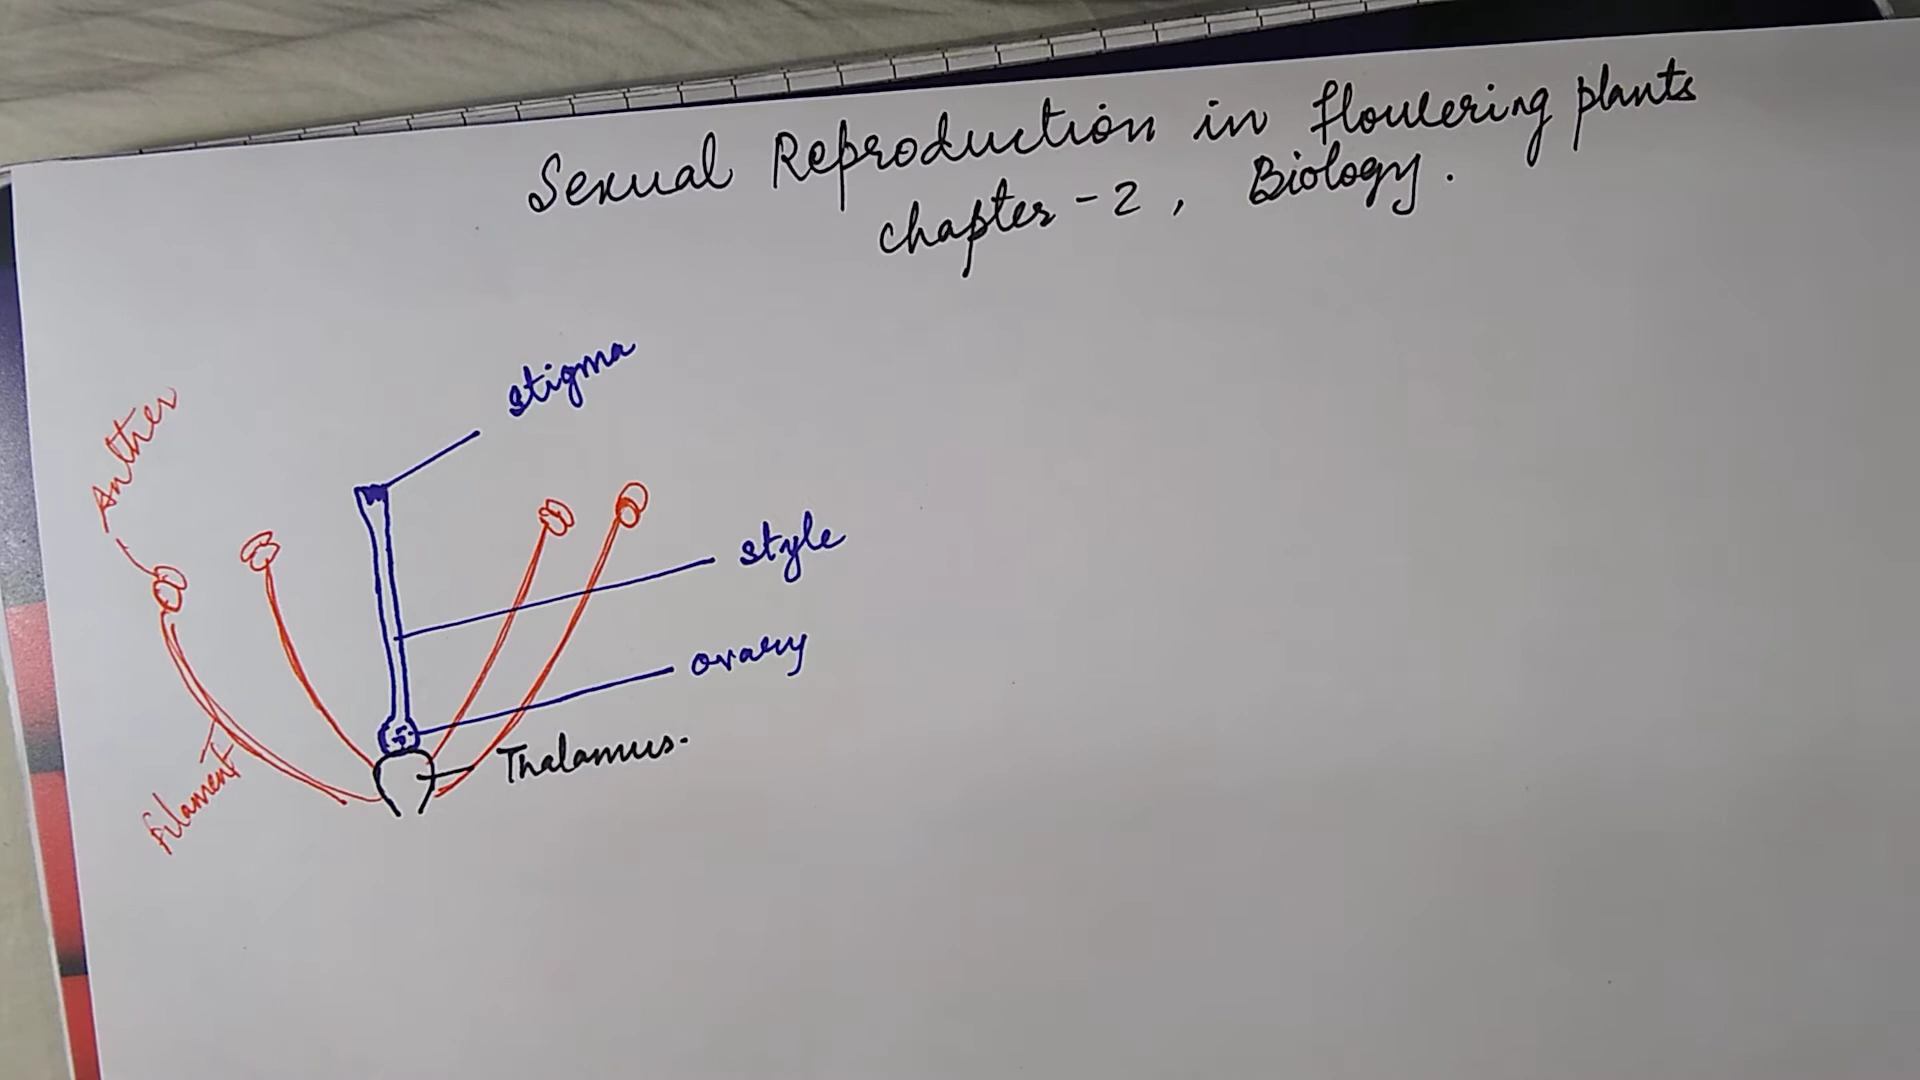 Sexual Reproduction in flowering plants
chapter - 2, Biology.
stigma
Anther
style
ovary
Thalamus.
filament